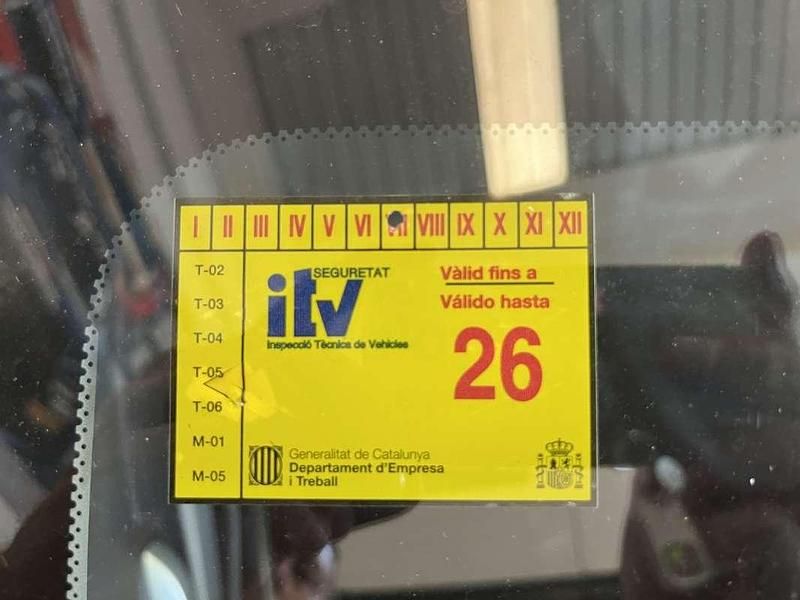 I II III IV V VI VII VIII IX X XI XII
T-02
T-03
T-04
T-05
T-06
M-01
M-05
SEGURETAT
itv
Inspecció Tècnica de Vehicles
Vàlid fins a
Válido hasta
26
Generalitat de Catalunya
Departament d'Empresa
i Treball